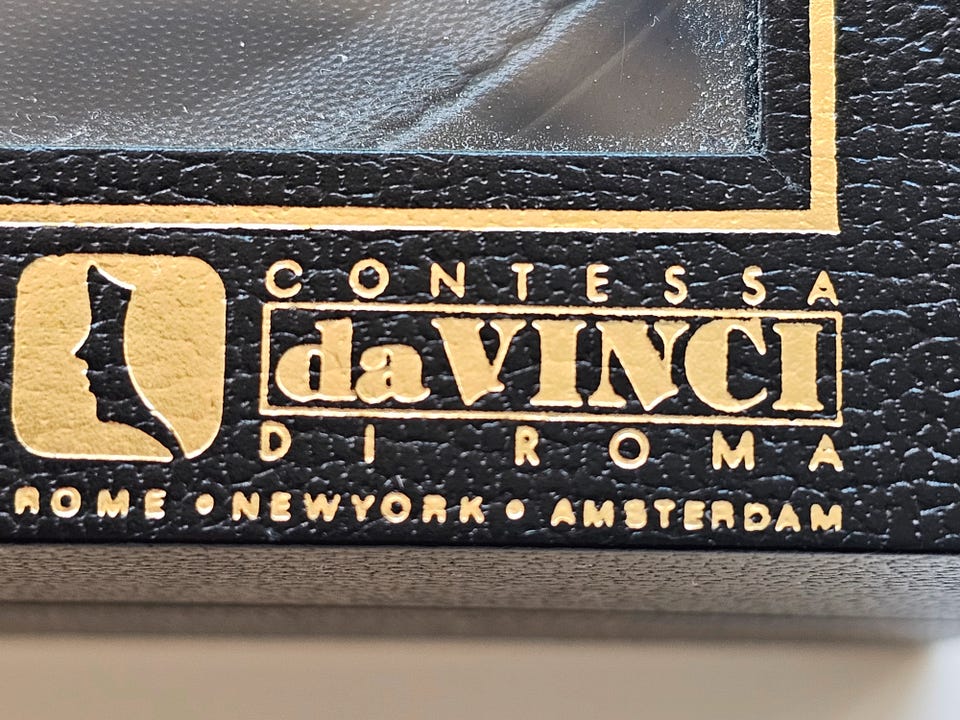 CONTESSA
daVINCI
DI ROMA
ROME • NEWYORK • AMSTERDAM